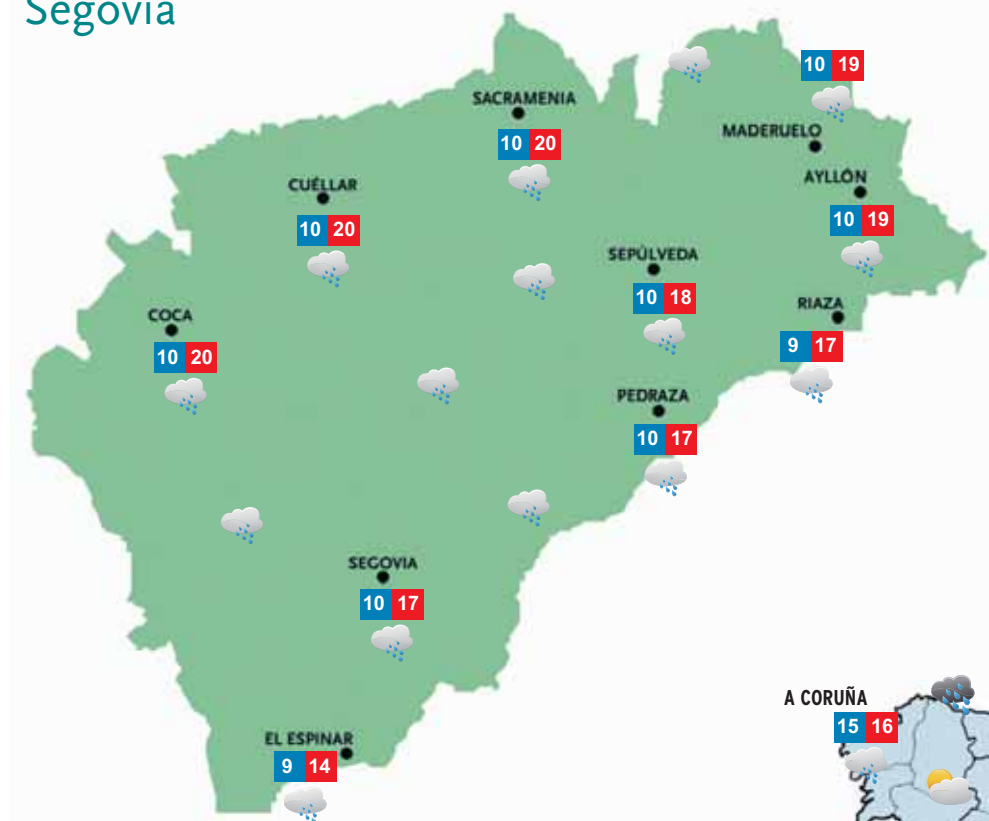 Segovia
10 19
SACRAMENIA
10 20
MADERUELO
AYLLÓN
10 19
CUÉLLAR
10 20
SEPÚLVEDA
10 18
RIAZA
9 17
COCA
10 20
PEDRAZA
10 17
SEGOVIA
10 17
A CORUÑA
15 16
EL ESPINAR
9 14